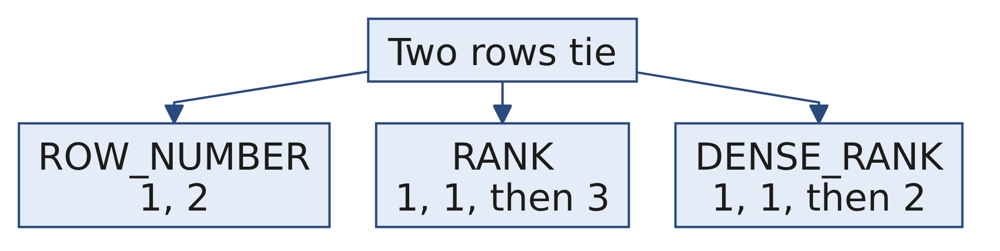 Two rows tie
ROW_NUMBER
1, 2
RANK
1, 1, then 3
DENSE_RANK
1, 1, then 2